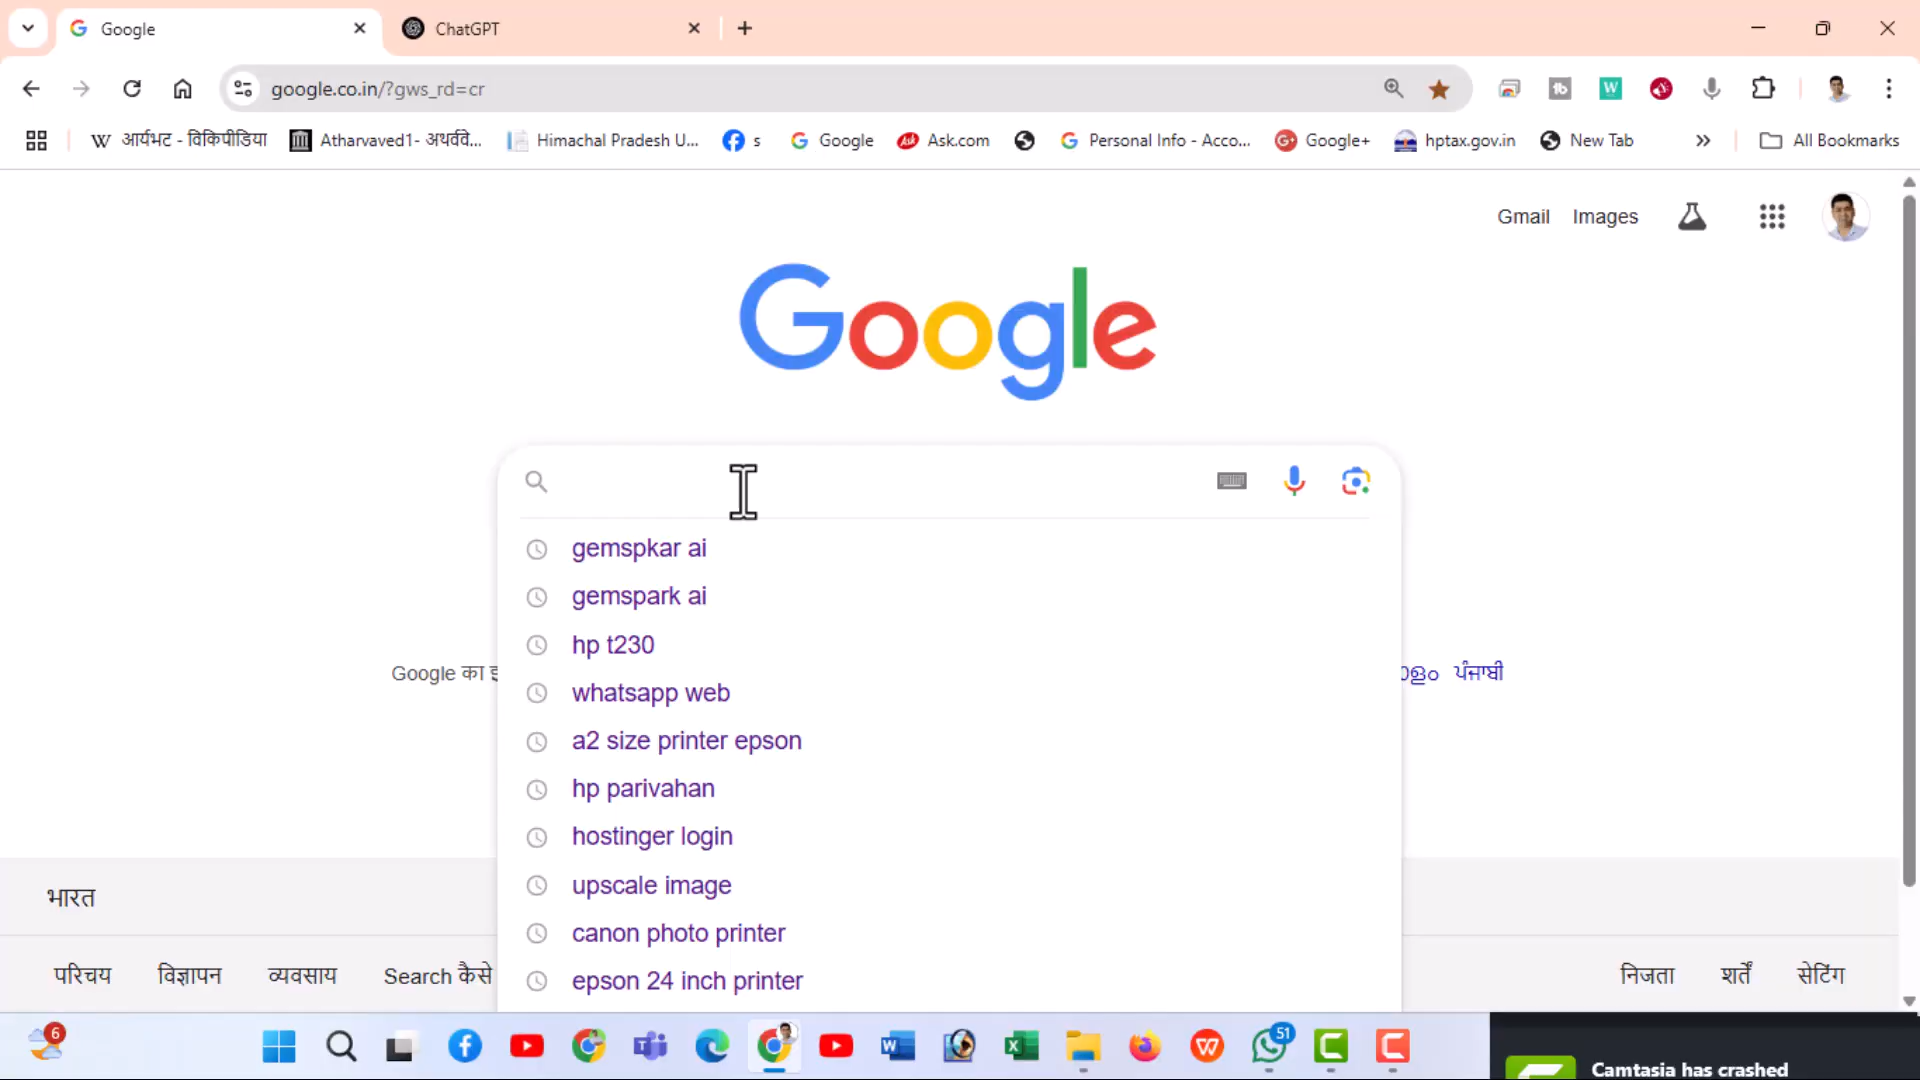 Google
ChatGPT
google.co.in/?gws_rd=cr
आर्यभट - विकिपीडिया
Atharvaved1- अथर्ववे...
Himachal Pradesh U...
s
Google
Ask.com
Personal Info - Acco...
Google+
hptax.gov.in
New Tab
All Bookmarks
Gmail
Images
Google
gemspkar ai
gemspark ai
hp t230
Google का
ਪੰਜਾਬੀ
whatsapp web
a2 size printer epson
hp parivahan
hostinger login
upscale image
भारत
canon photo printer
परिचय
विज्ञापन
व्यवसाय
Search कैसे
epson 24 inch printer
निजता
शर्तें
सेटिंग
6
51
Camtasia has crashed